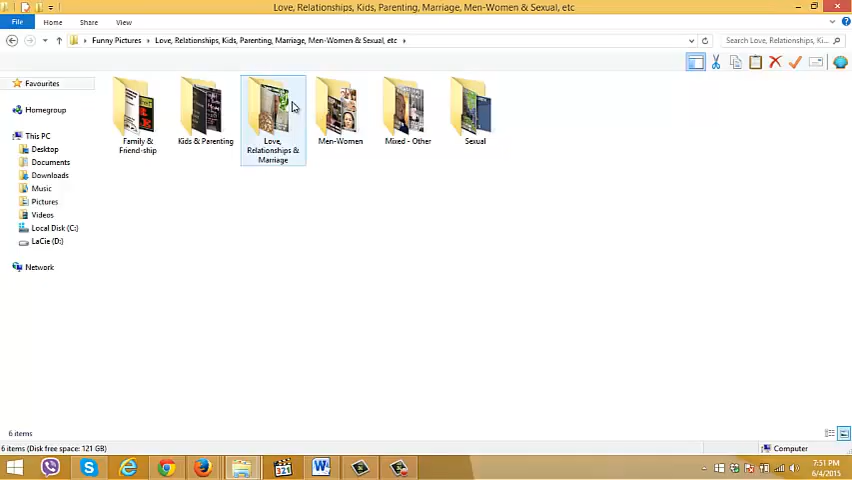 Love, Relationships, Kids, Parenting, Marriage, Men-Women & Sexual, etc
File
Home
Share
View
Funny Pictures
Love, Relationships, Kids, Parenting, Marriage, Men-Women & Sexual, etc
Search Love, Relationships, Ki...
Favourites
Homegroup
This PC
Desktop
Documents
Downloads
Music
Pictures
Videos
Local Disk (C:)
LaCie (D:)
Network
Family &
Friend-ship
Kids & Parenting
Love,
Relationships &
Marriage
Men-Women
Mixed - Other
Sexual
6 items
6 items (Disk free space: 121 GB)
Computer
7:51 PM
6/4/2015